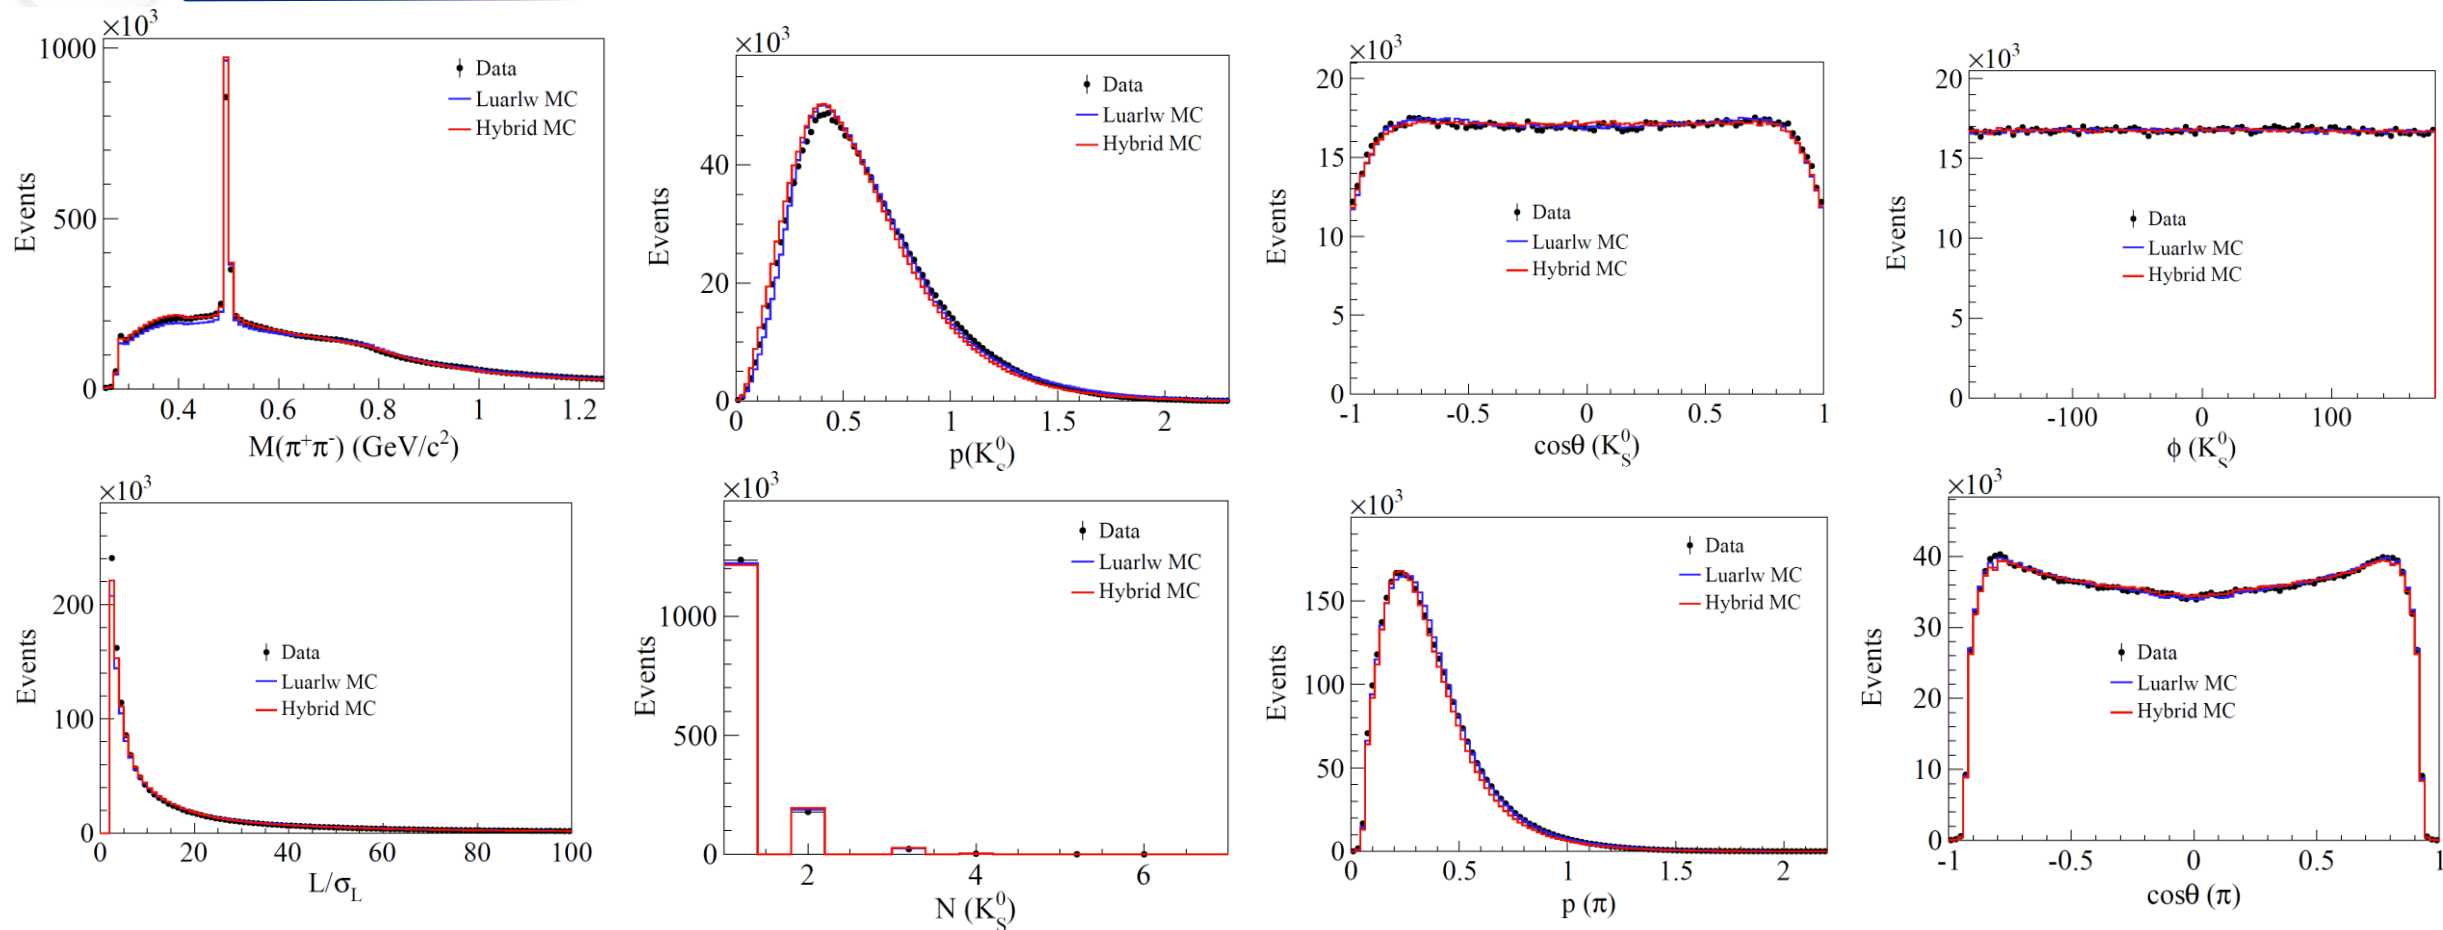 ×10³
1000
500
0
Events
Data
Luarlw MC
Hybrid MC
0.4 0.6 0.8 1 1.2
M(π⁺π⁻) (GeV/c²)
×10³
40
20
0
Events
Data
Luarlw MC
Hybrid MC
0 0.5 1 1.5 2
p(K⁰_S)
×10³
20
15
10
5
0
Events
Data
Luarlw MC
Hybrid MC
-1 -0.5 0 0.5 1
cosθ (K⁰_S)
×10³
20
15
10
5
0
Events
Data
Luarlw MC
Hybrid MC
-100 0 100
ϕ (K⁰_S)
×10³
200
100
0
Events
Data
Luarlw MC
Hybrid MC
0 20 40 60 80 100
L/σ_L
×10³
1000
500
0
Events
Data
Luarlw MC
Hybrid MC
2 4 6
N (K⁰_S)
×10³
150
100
50
0
Events
Data
Luarlw MC
Hybrid MC
0 0.5 1 1.5 2
p (π)
×10³
40
30
20
10
0
Events
Data
Luarlw MC
Hybrid MC
-1 -0.5 0 0.5 1
cosθ (π)